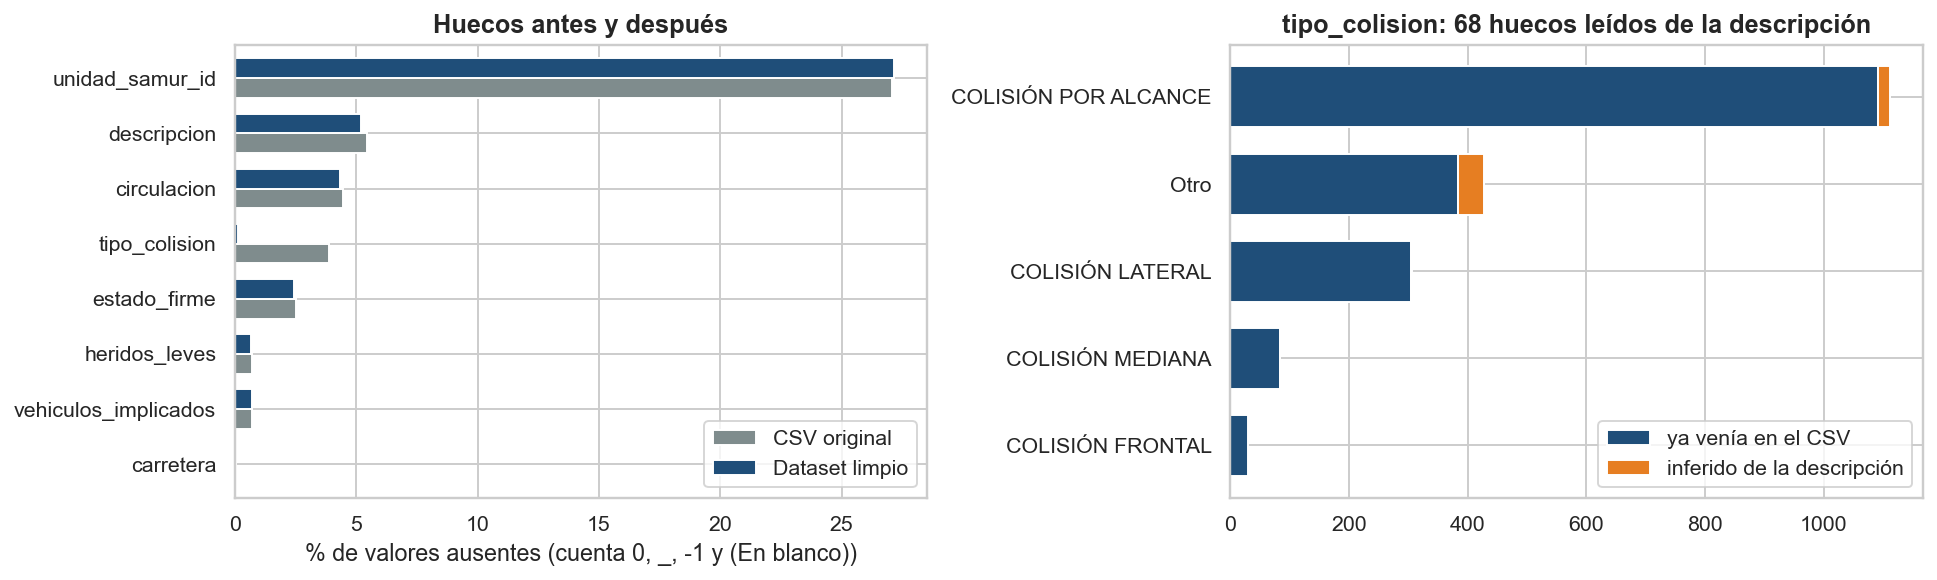 Huecos antes y después
unidad_samur_id
descripcion
circulacion
tipo_colision
estado_firme
heridos_leves
vehiculos_implicados
carretera
CSV original
Dataset limpio
0 5 10 15 20 25
% de valores ausentes (cuenta 0, _, -1 y (En blanco))
tipo_colision: 68 huecos leídos de la descripción
COLISIÓN POR ALCANCE
Otro
COLISIÓN LATERAL
COLISIÓN MEDIANA
COLISIÓN FRONTAL
ya venía en el CSV
inferido de la descripción
0 200 400 600 800 1000